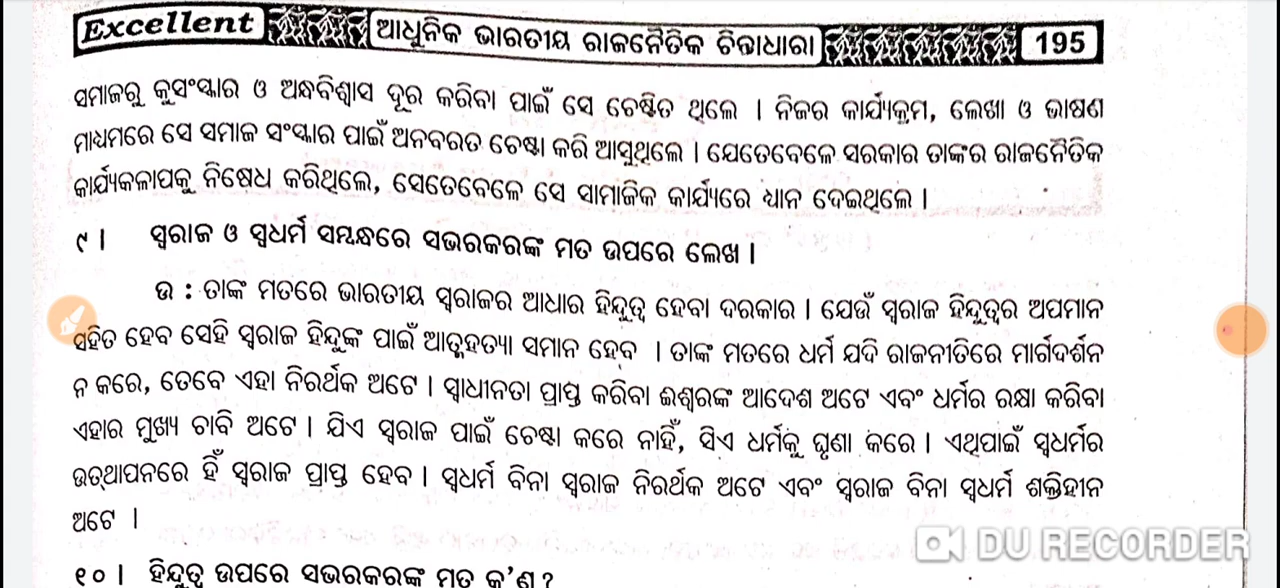 Excellent ଆଧୁନିକ ଭାରତୀୟ ରାଜନୈତିକ ଚିନ୍ତାଧାରା 195
ସମାଜରୁ କୁସଂସ୍କାର ଓ ଅନ୍ଧବିଶ୍ୱାସ ଦୂର କରିବା ପାଇଁ ସେ ଚେଷ୍ଟିତ ଥିଲେ । ନିଜର କାର୍ଯ୍ୟକ୍ରମ, ଲେଖା ଓ ଭାଷଣ
ମାଧ୍ୟମରେ ସେ ସମାଜ ସଂସ୍କାର ପାଇଁ ଅନବରତ ଚେଷ୍ଟା କରି ଆସୁଥିଲେ । ଯେତେବେଳେ ସରକାର ତାଙ୍କର ରାଜନୈତିକ
କାର୍ଯ୍ୟକଳାପକୁ ନିଷେଧ କରିଥିଲେ, ସେତେବେଳେ ସେ ସାମାଜିକ କାର୍ଯ୍ୟରେ ଧ୍ୟାନ ଦେଇଥିଲେ ।
୯ । ସ୍ୱରାଜ ଓ ସ୍ୱଧର୍ମ ସମ୍ବନ୍ଧରେ ସଭରକରଙ୍କ ମତ ଉପରେ ଲେଖ ।
ଉ : ତାଙ୍କ ମତରେ ଭାରତୀୟ ସ୍ୱରାଜର ଆଧାର ହିନ୍ଦୁତ୍ୱ ହେବା ଦରକାର । ଯେଉଁ ସ୍ୱରାଜ ହିନ୍ଦୁତ୍ୱର ଅପମାନ
ସହିତ ହେବ ସେହି ସ୍ୱରାଜ ହିନ୍ଦୁଙ୍କ ପାଇଁ ଆତ୍ମହତ୍ୟା ସମାନ ହେବ । ତାଙ୍କ ମତରେ ଧର୍ମ ଯଦି ରାଜନୀତିରେ ମାର୍ଗଦର୍ଶନ
ନ କରେ, ତେବେ ଏହା ନିରର୍ଥକ ଅଟେ । ସ୍ୱାଧୀନତା ପ୍ରାପ୍ତ କରିବା ଈଶ୍ୱରଙ୍କ ଆଦେଶ ଅଟେ ଏବଂ ଧର୍ମର ରକ୍ଷା କରିବା
ଏହାର ମୁଖ୍ୟ ଚାବି ଅଟେ । ଯିଏ ସ୍ୱରାଜ ପାଇଁ ଚେଷ୍ଟା କରେ ନାହିଁ, ସିଏ ଧର୍ମକୁ ଘୃଣା କରେ । ଏଥିପାଇଁ ସ୍ୱଧର୍ମର
ଉତ୍‌ଥାପନରେ ହିଁ ସ୍ୱରାଜ ପ୍ରାପ୍ତ ହେବ । ସ୍ୱଧର୍ମ ବିନା ସ୍ୱରାଜ ନିରର୍ଥକ ଅଟେ ଏବଂ ସ୍ୱରାଜ ବିନା ସ୍ୱଧର୍ମ ଶକ୍ତିହୀନ
ଅଟେ ।
DU RECORDER
୧୦ । ହିନ୍ଦୁତ୍ୱ ଉପରେ ସଭରକରଙ୍କ ମତ କ'ଣ ?